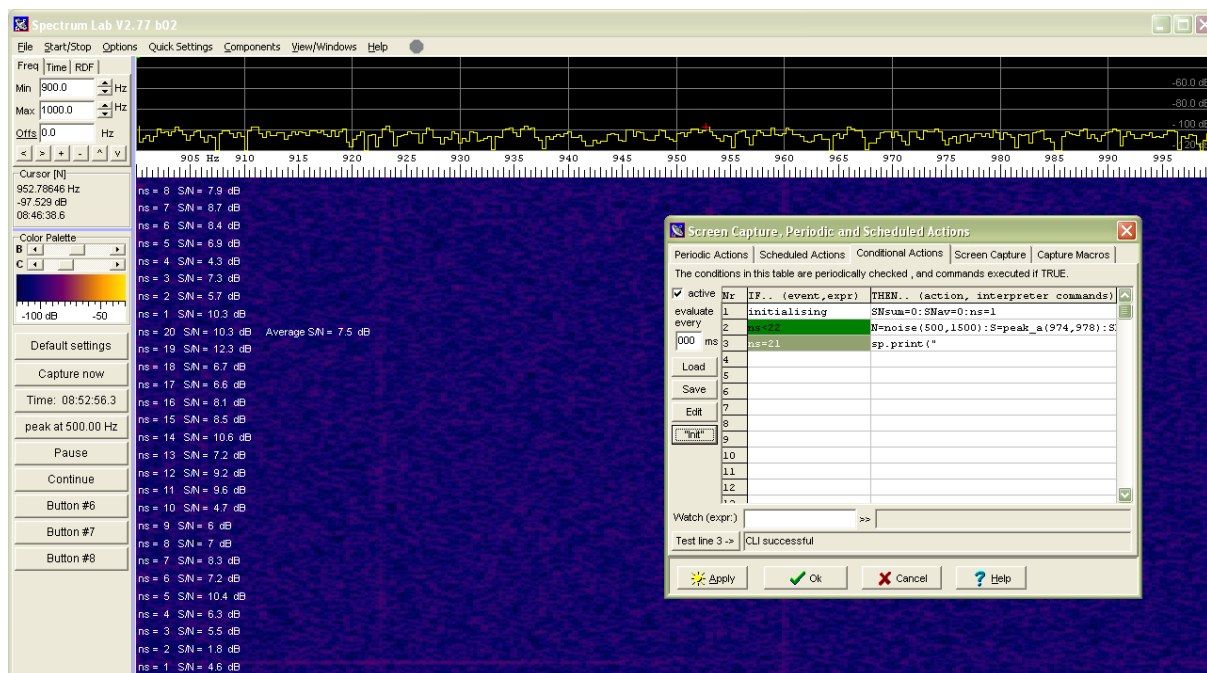 Spectrum Lab V2.77 b02
File Start/Stop Options Quick Settings Components View/Windows Help
Freq Time RDF
Min 900.0 Hz
Max 1000.0 Hz
Offs 0.0 Hz
< > + - ^ v
Cursor [N]
952.78646 Hz
-97.529 dB
08:46:38.6
Color Palette
B
C
-100 dB -50
Default settings
Capture now
Time: 08:52:56.3
peak at 500.00 Hz
Pause
Continue
Button #6
Button #7
Button #8
-60.0 dB
-80.0 dB
-100 dB
905 Hz 910 915 920 925 930 935 940 945 950 955 960 965 970 975 980 985 990 995
ns = 8 S/N = 7.9 dB
ns = 7 S/N = 8.7 dB
ns = 6 S/N = 8.4 dB
ns = 5 S/N = 6.9 dB
ns = 4 S/N = 4.3 dB
ns = 3 S/N = 7.3 dB
ns = 2 S/N = 5.7 dB
ns = 1 S/N = 10.3 dB
ns = 20 S/N = 10.3 dB Average S/N = 7.5 dB
ns = 19 S/N = 12.3 dB
ns = 18 S/N = 6.7 dB
ns = 17 S/N = 6.6 dB
ns = 16 S/N = 8.1 dB
ns = 15 S/N = 8.5 dB
ns = 14 S/N = 10.6 dB
ns = 13 S/N = 7.2 dB
ns = 12 S/N = 9.2 dB
ns = 11 S/N = 9.6 dB
ns = 10 S/N = 4.7 dB
ns = 9 S/N = 6 dB
ns = 8 S/N = 7 dB
ns = 7 S/N = 8.3 dB
ns = 6 S/N = 7.2 dB
ns = 5 S/N = 10.4 dB
ns = 4 S/N = 6.3 dB
ns = 3 S/N = 5.5 dB
ns = 2 S/N = 1.8 dB
ns = 1 S/N = 4.6 dB
Screen Capture, Periodic and Scheduled Actions
Periodic Actions Scheduled Actions Conditional Actions Screen Capture Capture Macros
The conditions in this table are periodically checked , and commands executed if TRUE.
active
evaluate
every
000 ms
Load
Save
Edit
"Init"
Nr IF.. (event,expr) THEN.. (action, interpreter commands)
1 initialising SNsum=0:SNav=0:ns=1
2 ns<22 N=noise(500,1500):S=peak_a(974,978):S
3 ns=21 sp.print("
4
5
6
7
8
9
10
11
12
Watch (expr:) >>
Test line 3 -> CLI successful
Apply Ok Cancel Help